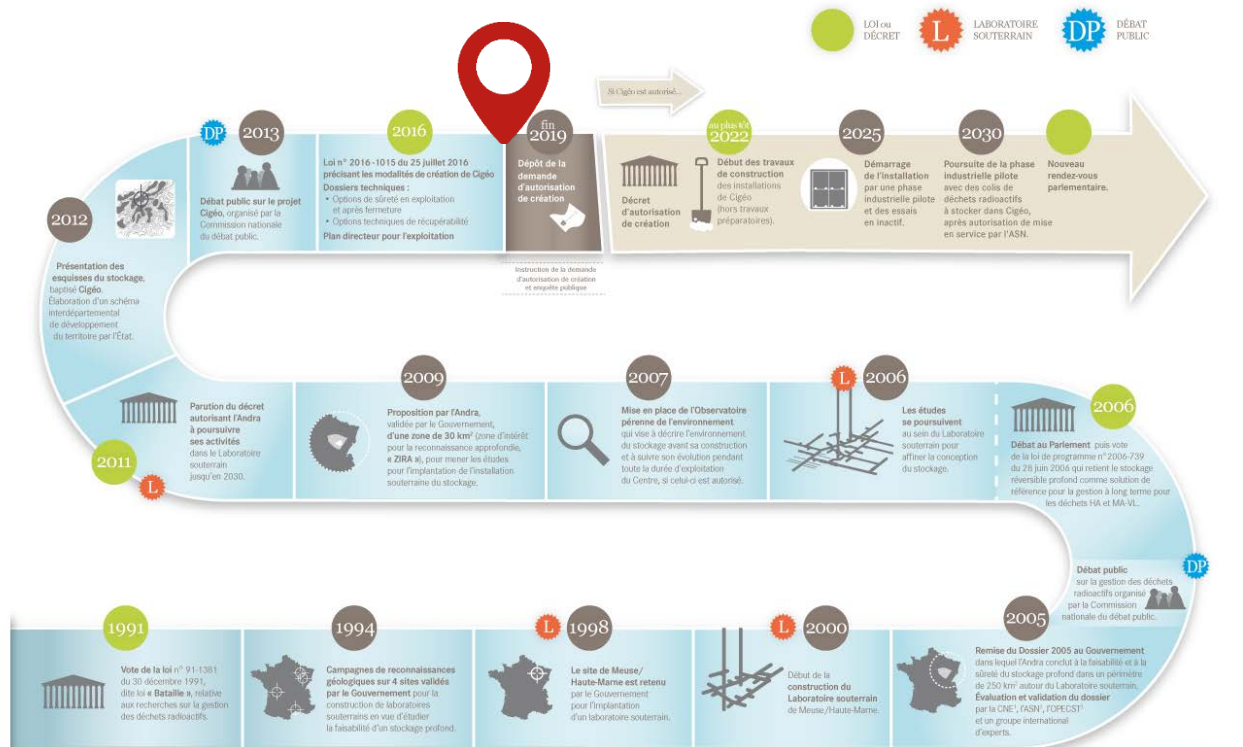 LOI ou
DÉCRET
L
LABORATOIRE
SOUTERRAIN
DP
DÉBAT
PUBLIC
Si Cigéo est autorisé...
DP
2013
Débat public sur le projet
Cigéo, organisé par la
Commission nationale
du débat public.
2016
Loi n° 2016-1015 du 25 juillet 2016
précisant les modalités de création de Cigéo
Dossiers techniques :
• Options de sûreté en exploitation
et après fermeture
• Options techniques de récupérabilité
Plan directeur pour l'exploitation
fin
2019
Dépôt de la
demande
d'autorisation
de création
Instruction de la demande
d'autorisation de création
et enquête publique
Décret
d'autorisation
de création
au plus tôt
2022
Début des travaux
de construction
des installations
de Cigéo
(hors travaux
préparatoires).
2025
Démarrage
de l'installation
par une phase
industrielle pilote
et des essais
en inactif.
2030
Poursuite de la phase
industrielle pilote
avec des colis de
déchets radioactifs
à stocker dans Cigéo,
après autorisation de mise
en service par l'ASN.
Nouveau
rendez-vous
parlementaire.
2012
Présentation des
esquisses du stockage,
baptisé Cigéo.
Élaboration d'un schéma
interdépartemental
de développement
du territoire par l'État.
2011
L
Parution du décret
autorisant l'Andra
à poursuivre
ses activités
dans le Laboratoire
souterrain
jusqu'en 2030.
2009
Proposition par l'Andra,
validée par le Gouvernement,
d'une zone de 30 km² (zone d'intérêt
pour la reconnaissance approfondie,
« ZIRA »), pour mener les études
pour l'implantation de l'installation
souterraine du stockage.
2007
Mise en place de l'Observatoire
pérenne de l'environnement
qui vise à décrire l'environnement
du stockage avant sa construction
et à suivre son évolution pendant
toute la durée d'exploitation
du Centre, si celui-ci est autorisé.
L
2006
Les études
se poursuivent
au sein du Laboratoire
souterrain pour
affiner la conception
du stockage.
2006
Débat au Parlement puis vote
de la loi de programme n° 2006-739
du 28 juin 2006 qui retient le stockage
réversible profond comme solution de
référence pour la gestion à long terme pour
les déchets HA et MA-VL.
DP
Débat public
sur la gestion des déchets
radioactifs organisé
par la Commission
nationale du débat public.
1991
Vote de la loi n° 91-1381
du 30 décembre 1991,
dite loi « Bataille », relative
aux recherches sur la gestion
des déchets radioactifs.
1994
Campagnes de reconnaissances
géologiques sur 4 sites validés
par le Gouvernement pour la
construction de laboratoires
souterrains en vue d'étudier
la faisabilité d'un stockage profond.
L
1998
Le site de Meuse/
Haute-Marne est retenu
par le Gouvernement
pour l'implantation
d'un laboratoire souterrain.
L
2000
Début de la
construction du
Laboratoire souterrain
de Meuse/Haute-Marne.
2005
Remise du Dossier 2005 au Gouvernement
dans lequel l'Andra conclut à la faisabilité et à la
sûreté du stockage profond dans un périmètre
de 250 km² autour du Laboratoire souterrain.
Évaluation et validation du dossier
par la CNE¹, l'ASN², l'OPECST³
et un groupe international
d'experts.